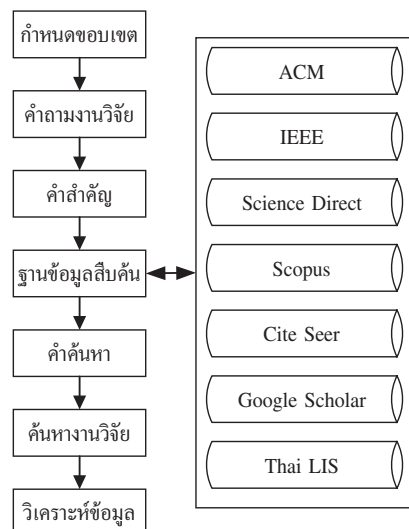 กำหนดขอบเขต
คำถามงานวิจัย
คำสำคัญ
ฐานข้อมูลสืบค้น
คำค้นหา
ค้นหางานวิจัย
วิเคราะห์ข้อมูล
ACM
IEEE
Science Direct
Scopus
Cite Seer
Google Scholar
Thai LIS